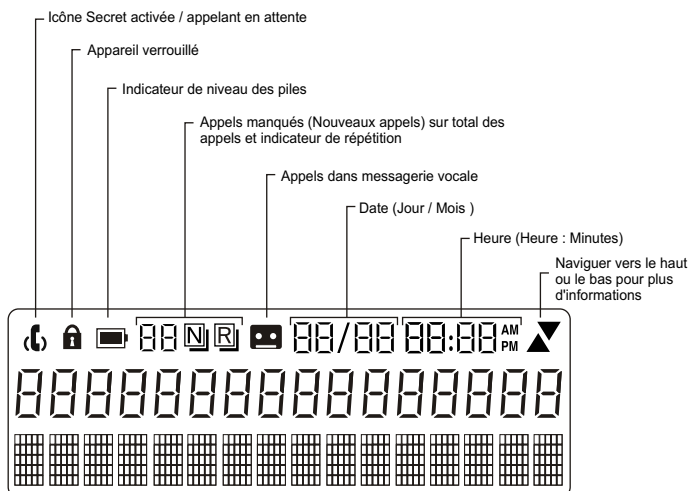 Icône Secret activée / appelant en attente
Appareil verrouillé
Indicateur de niveau des piles
Appels manqués (Nouveaux appels) sur total des
appels et indicateur de répétition
Appels dans messagerie vocale
Date (Jour / Mois )
Heure (Heure : Minutes)
Naviguer vers le haut
ou le bas pour plus
d'informations
88 N R 88/88 88:88 AM PM
8888888888888888